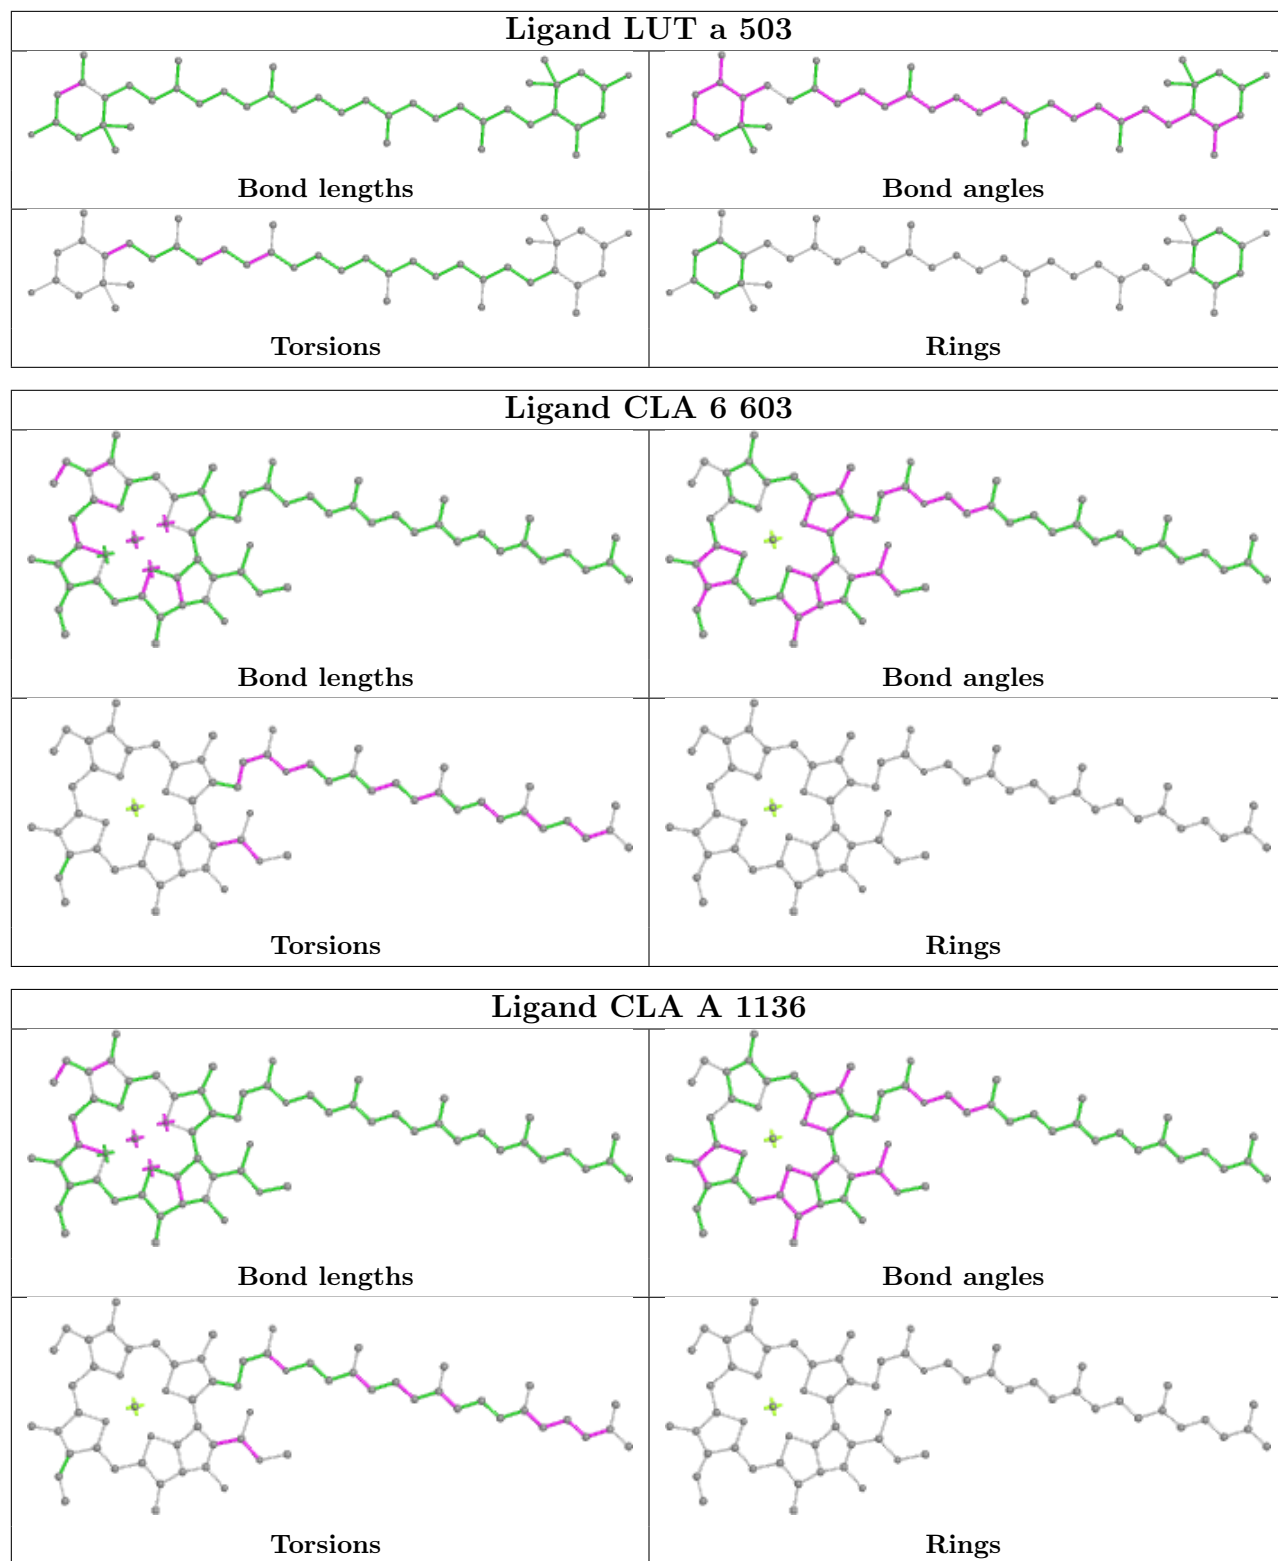 Ligand LUT a 503
Bond lengths
Bond angles
Torsions
Rings
Ligand CLA 6 603
Bond lengths
Bond angles
Torsions
Rings
Ligand CLA A 1136
Bond lengths
Bond angles
Torsions
Rings